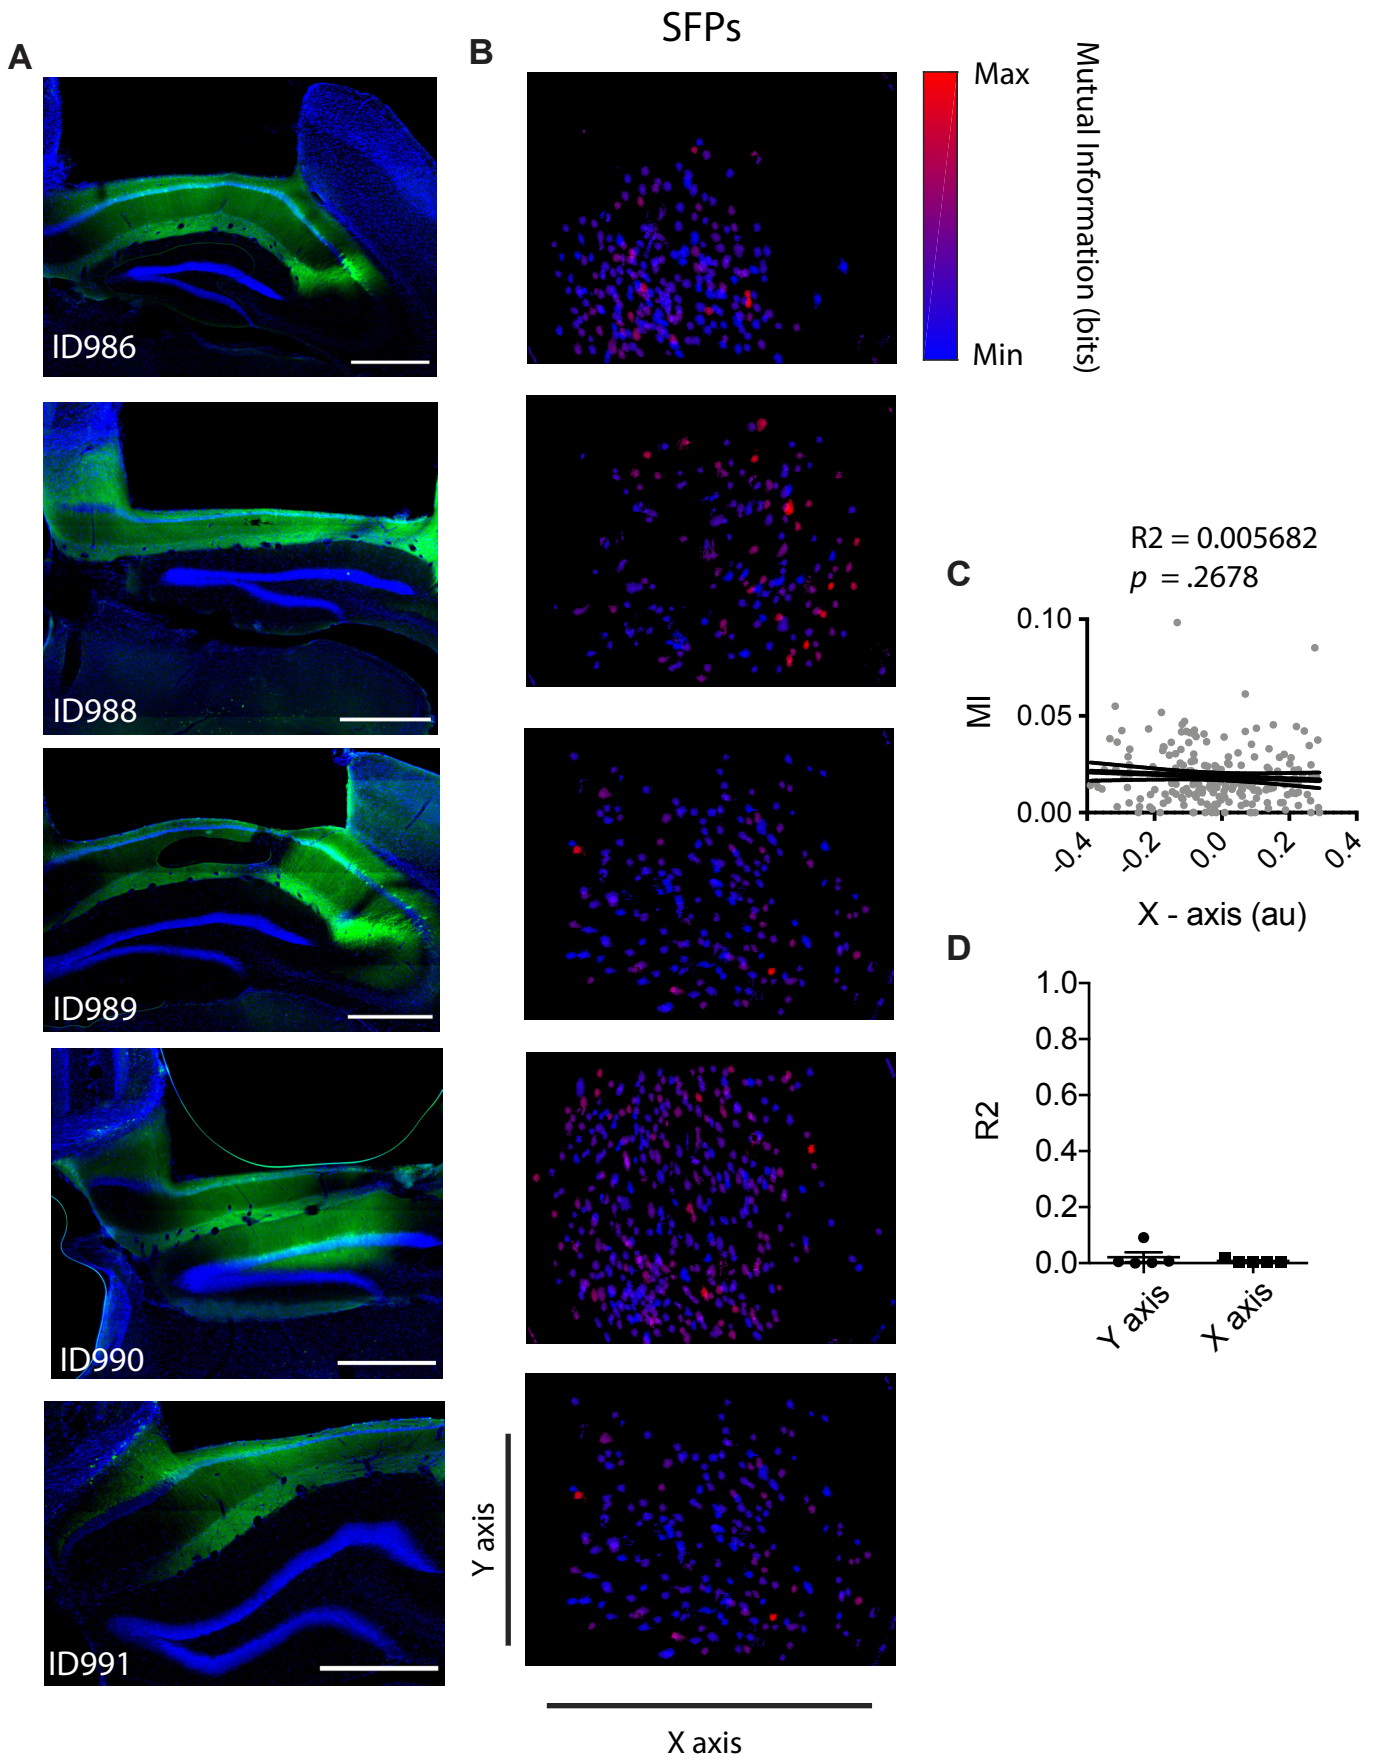 SFPs
A
B
Max
Min
Mutual Information (bits)
ID986
ID988
ID989
ID990
ID991
Y axis
X axis
C
R2 = 0.005682
p = .2678
MI
0.10
0.05
0.00
-0.4 -0.2 0.0 0.2 0.4
X - axis (au)
D
R2
1.0
0.8
0.6
0.4
0.2
0.0
Y axis X axis